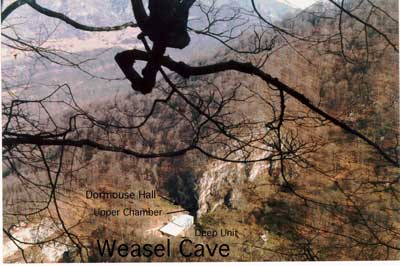 Dormouse Hall
Upper Chamber
Deep Unit
Weasel Cave